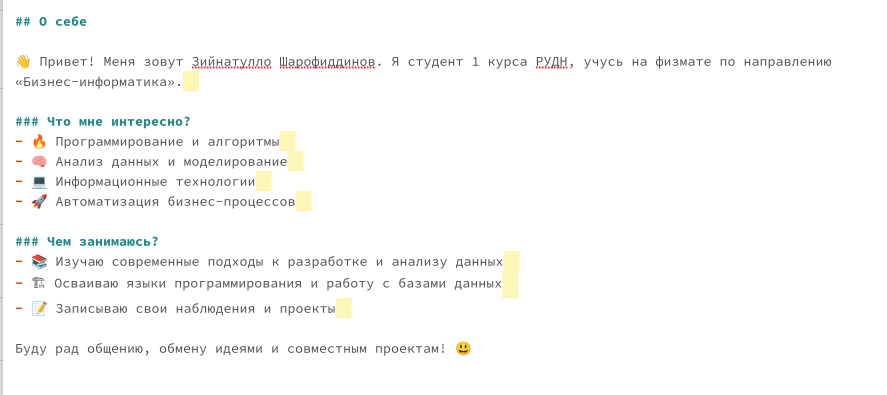 ## О себе
👋 Привет! Меня зовут Зийнатулло Шарофиддинов. Я студент 1 курса РУДН, учусь на физмате по направлению
«Бизнес-информатика».
### Что мне интересно?
- 🔥 Программирование и алгоритмы
- 🧠 Анализ данных и моделирование
- 💻 Информационные технологии
- 🚀 Автоматизация бизнес-процессов
### Чем занимаюсь?
- 📚 Изучаю современные подходы к разработке и анализу данных
- 🏗 Осваиваю языки программирования и работу с базами данных
- 📝 Записываю свои наблюдения и проекты
Буду рад общению, обмену идеями и совместным проектам! 😃